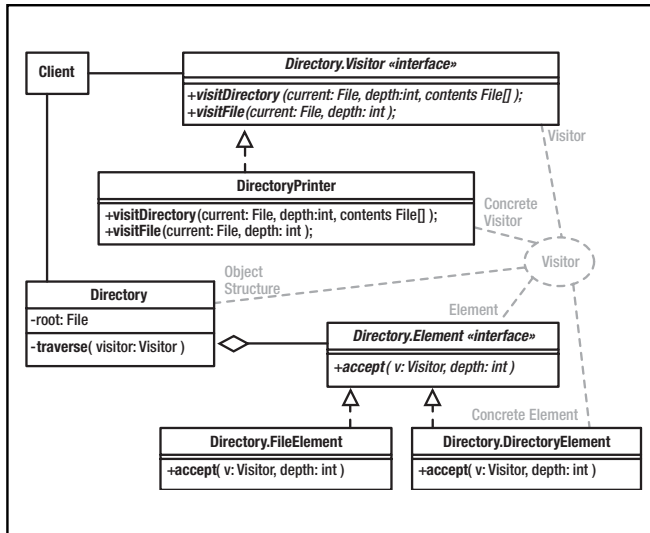 Client
Directory.Visitor «interface»
+visitDirectory (current: File, depth:int, contents File[] );
+visitFile(current: File, depth: int );
Visitor
DirectoryPrinter
+visitDirectory(current: File, depth:int, contents File[] );
+visitFile(current: File, depth: int );
Concrete
Visitor
Visitor
Object
Structure
Directory
-root: File
-traverse( visitor: Visitor )
Element
Directory.Element «interface»
+accept( v: Visitor, depth: int )
Concrete Element
Directory.FileElement
+accept( v: Visitor, depth: int )
Directory.DirectoryElement
+accept( v: Visitor, depth: int )